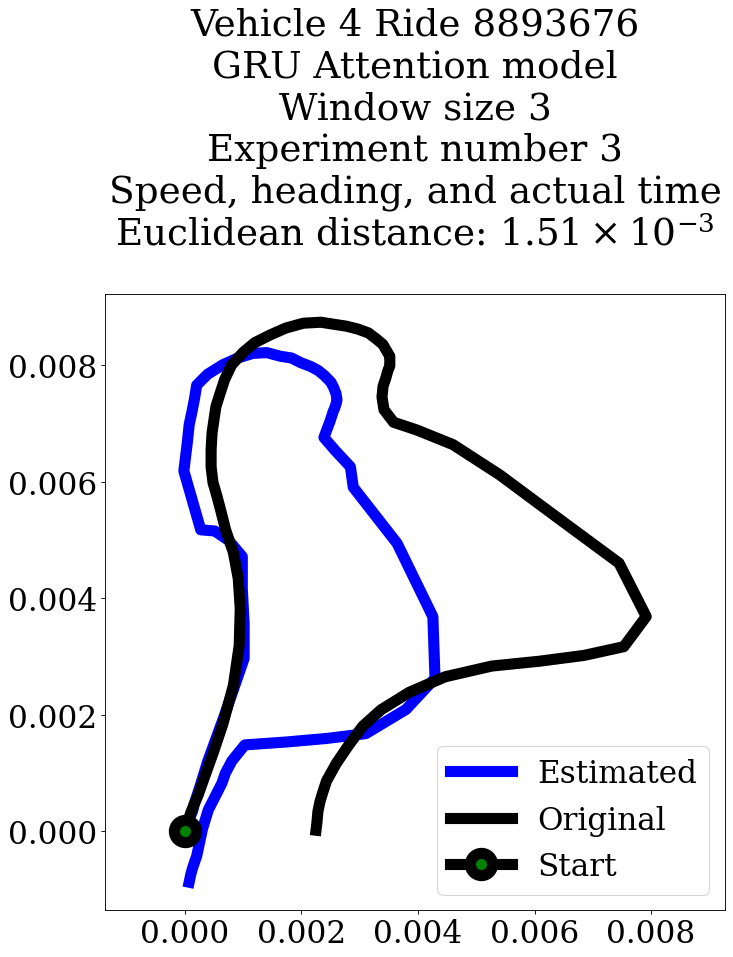 Vehicle 4 Ride 8893676
GRU Attention model
Window size 3
Experiment number 3
Speed, heading, and actual time
Euclidean distance: 1.51 × 10⁻³
0.008
0.006
0.004
0.002
0.000
Estimated
Original
Start
0.000 0.002 0.004 0.006 0.008